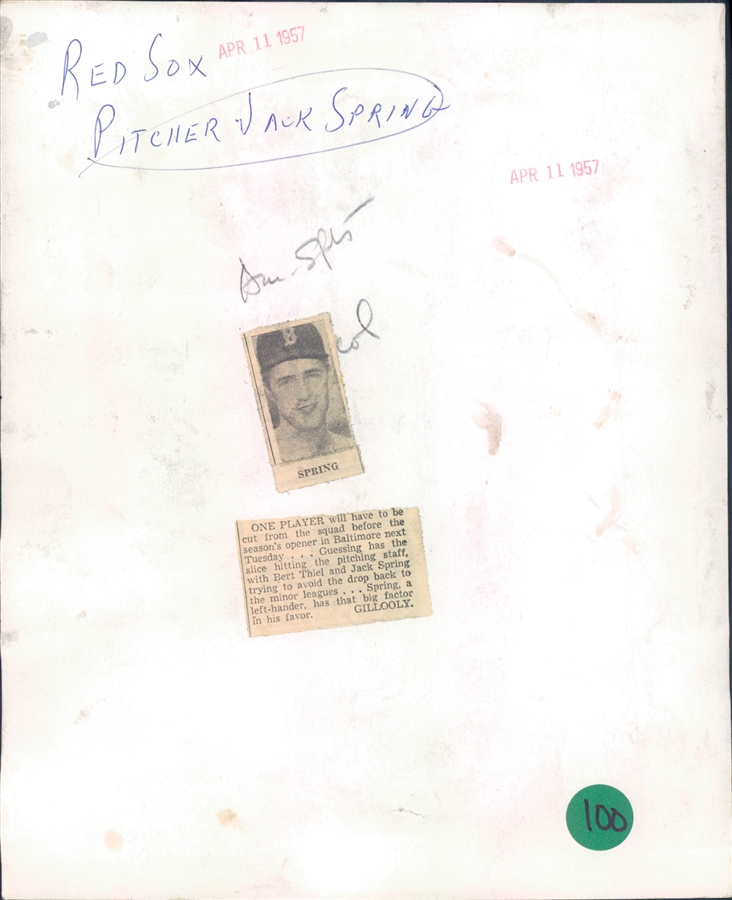 RED SOX
APR 11 1957
PITCHER JACK SPRING
APR 11 1957
col
B
SPRING
ONE PLAYER will have to be
cut from the squad before the
season's opener in Baltimore next
Tuesday . . . Guessing has the
slice hitting the pitching staff,
with Bert Thiel and Jack Spring
trying to avoid the drop back to
the minor leagues . . . Spring, a
left-hander, has that big factor
in his favor. GILLOOLY.
100